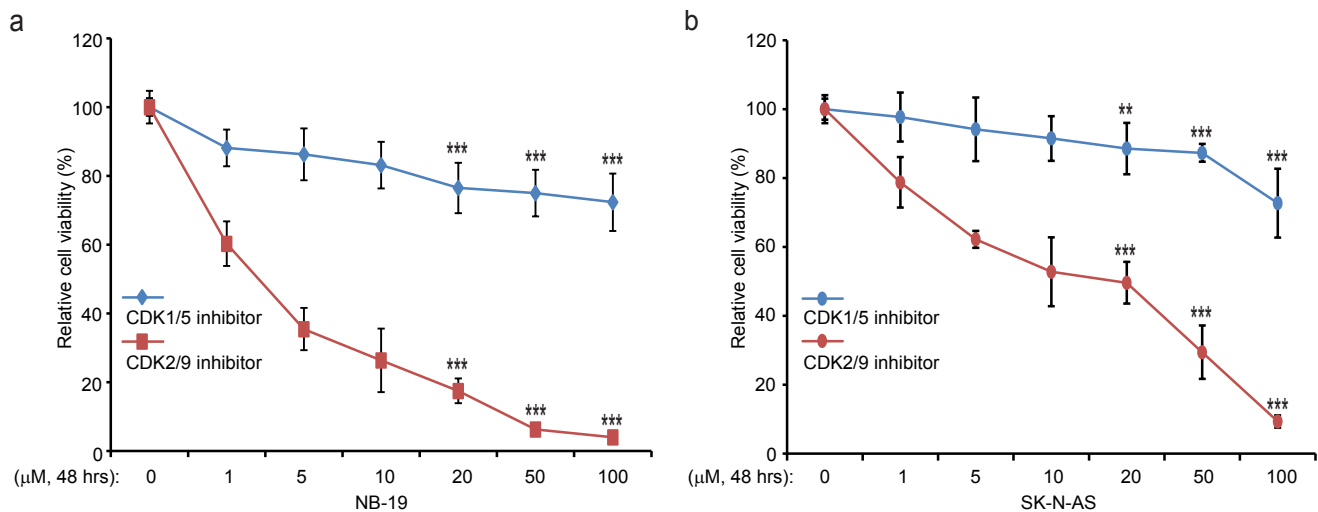 a
120
100
80
60
40
20
0
Relative cell viability (%)
***
***
***
***
***
***
CDK1/5 inhibitor
CDK2/9 inhibitor
(μM, 48 hrs): 0 1 5 10 20 50 100
NB-19
b
120
100
80
60
40
20
0
Relative cell viability (%)
**
***
***
***
***
***
CDK1/5 inhibitor
CDK2/9 inhibitor
(μM, 48 hrs): 0 1 5 10 20 50 100
SK-N-AS